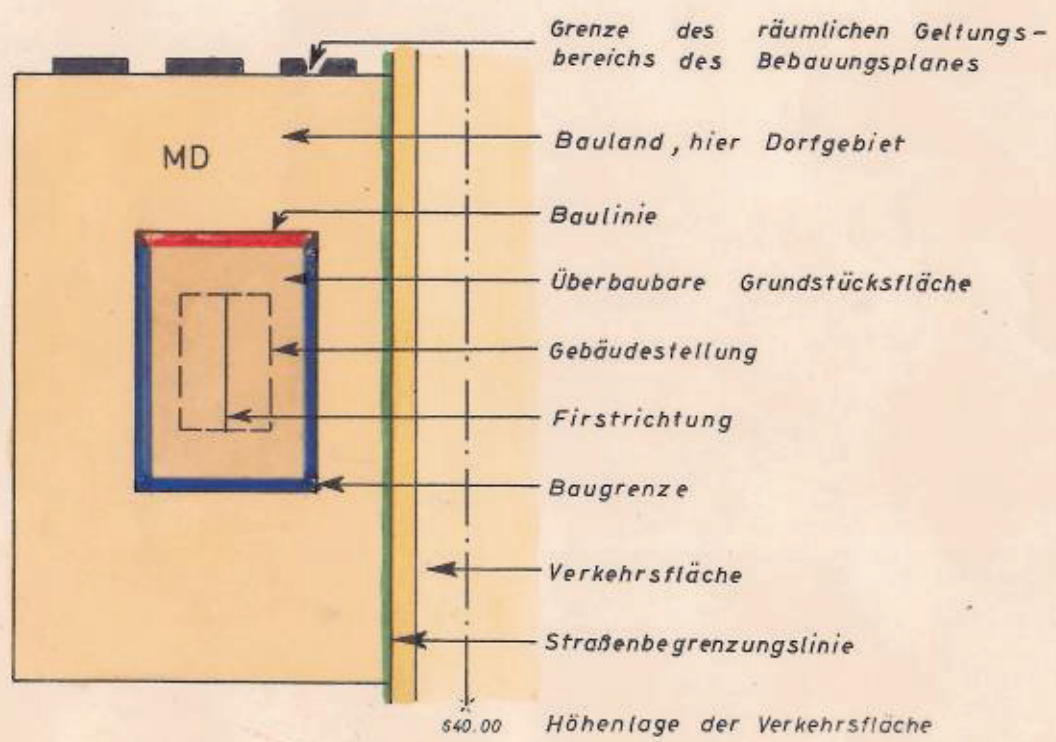 Grenze des räumlichen Geltungs-
bereichs des Bebauungsplanes
Bauland, hier Dorfgebiet
MD
Baulinie
Überbaubare Grundstücksfläche
Gebäudestellung
Firstrichtung
Baugrenze
Verkehrsfläche
Straßenbegrenzungslinie
540.00 Höhenlage der Verkehrsfläche